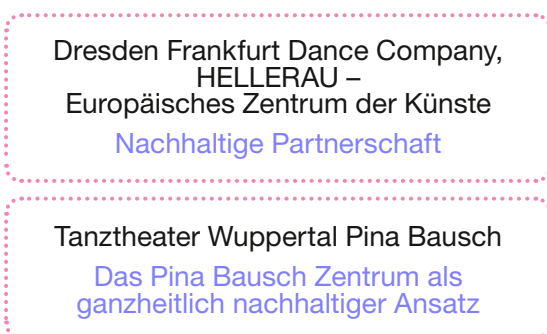 Dresden Frankfurt Dance Company,
HELLERAU –
Europäisches Zentrum der Künste
Nachhaltige Partnerschaft
Tanztheater Wuppertal Pina Bausch
Das Pina Bausch Zentrum als
ganzheitlich nachhaltiger Ansatz